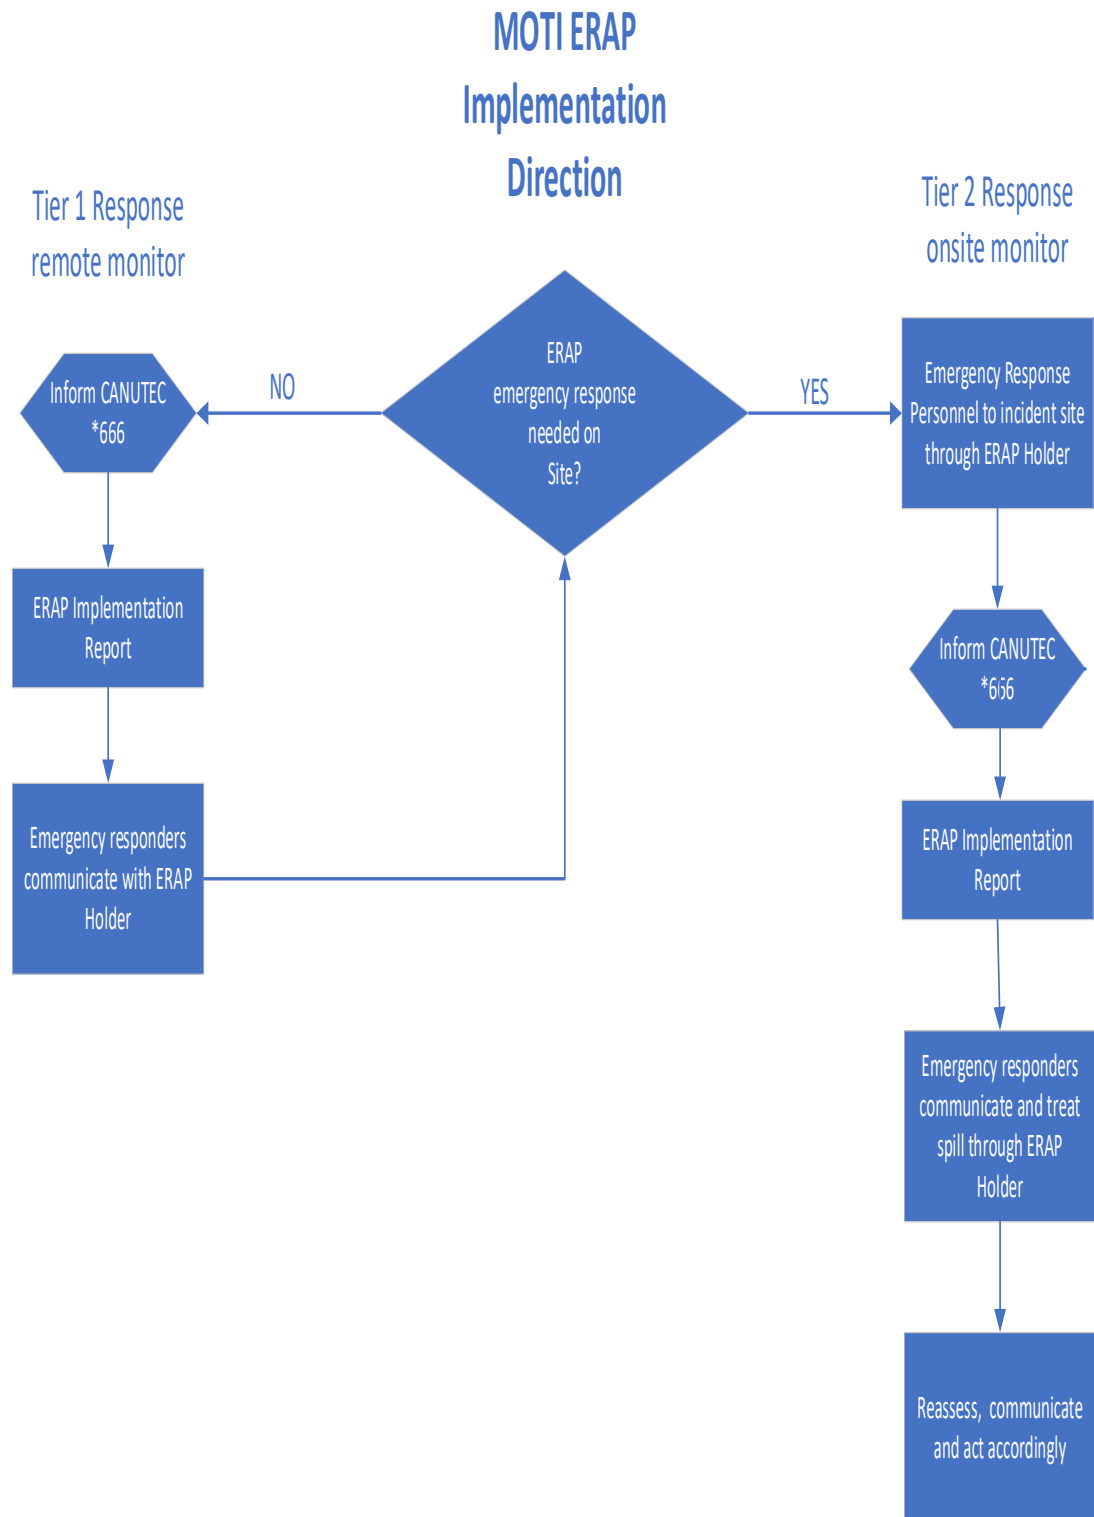 MOTI ERAP
Implementation
Direction
Tier 1 Response
remote monitor
Tier 2 Response
onsite monitor
ERAP
emergency response
needed on
Site?
NO
YES
Inform CANUTEC
*666
ERAP Implementation
Report
Emergency responders
communicate with ERAP
Holder
Emergency Response
Personnel to incident site
through ERAP Holder
Inform CANUTEC
*666
ERAP Implementation
Report
Emergency responders
communicate and treat
spill through ERAP
Holder
Reassess, communicate
and act accordingly